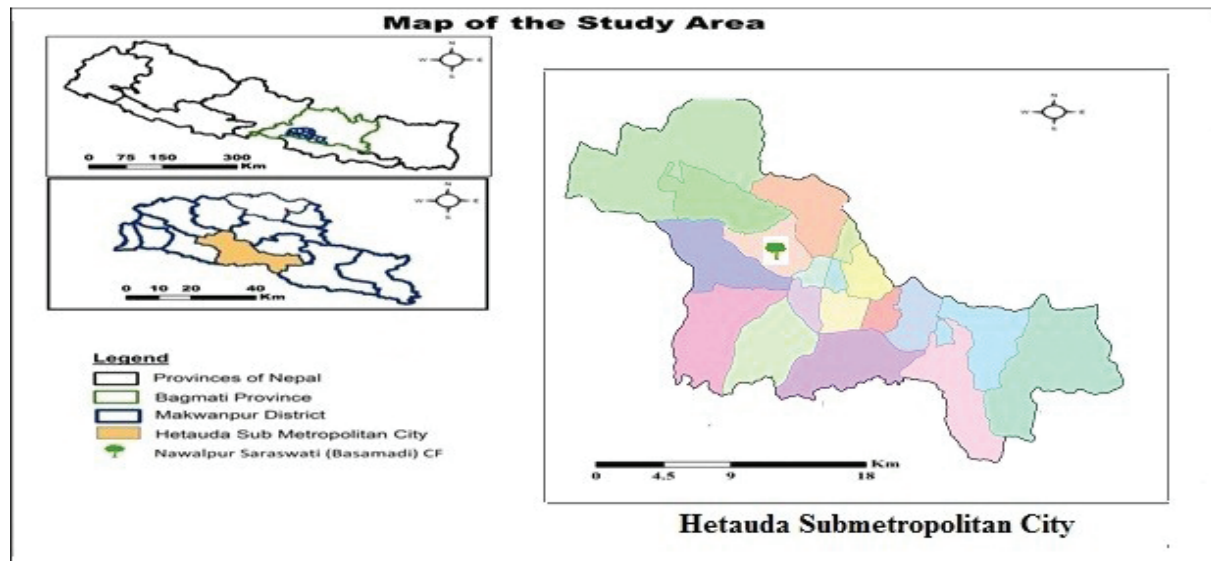 Map of the Study Area
N
W E
S
0 75 150 300
Km
N
W E
S
0 10 20 40
Km
Legend
Provinces of Nepal
Bagmati Province
Makwanpur District
Hetauda Sub Metropolitan City
Nawalpur Saraswati (Basamadi) CF
N
W E
S
Km
0 4.5 9 18
Hetauda Submetropolitan City